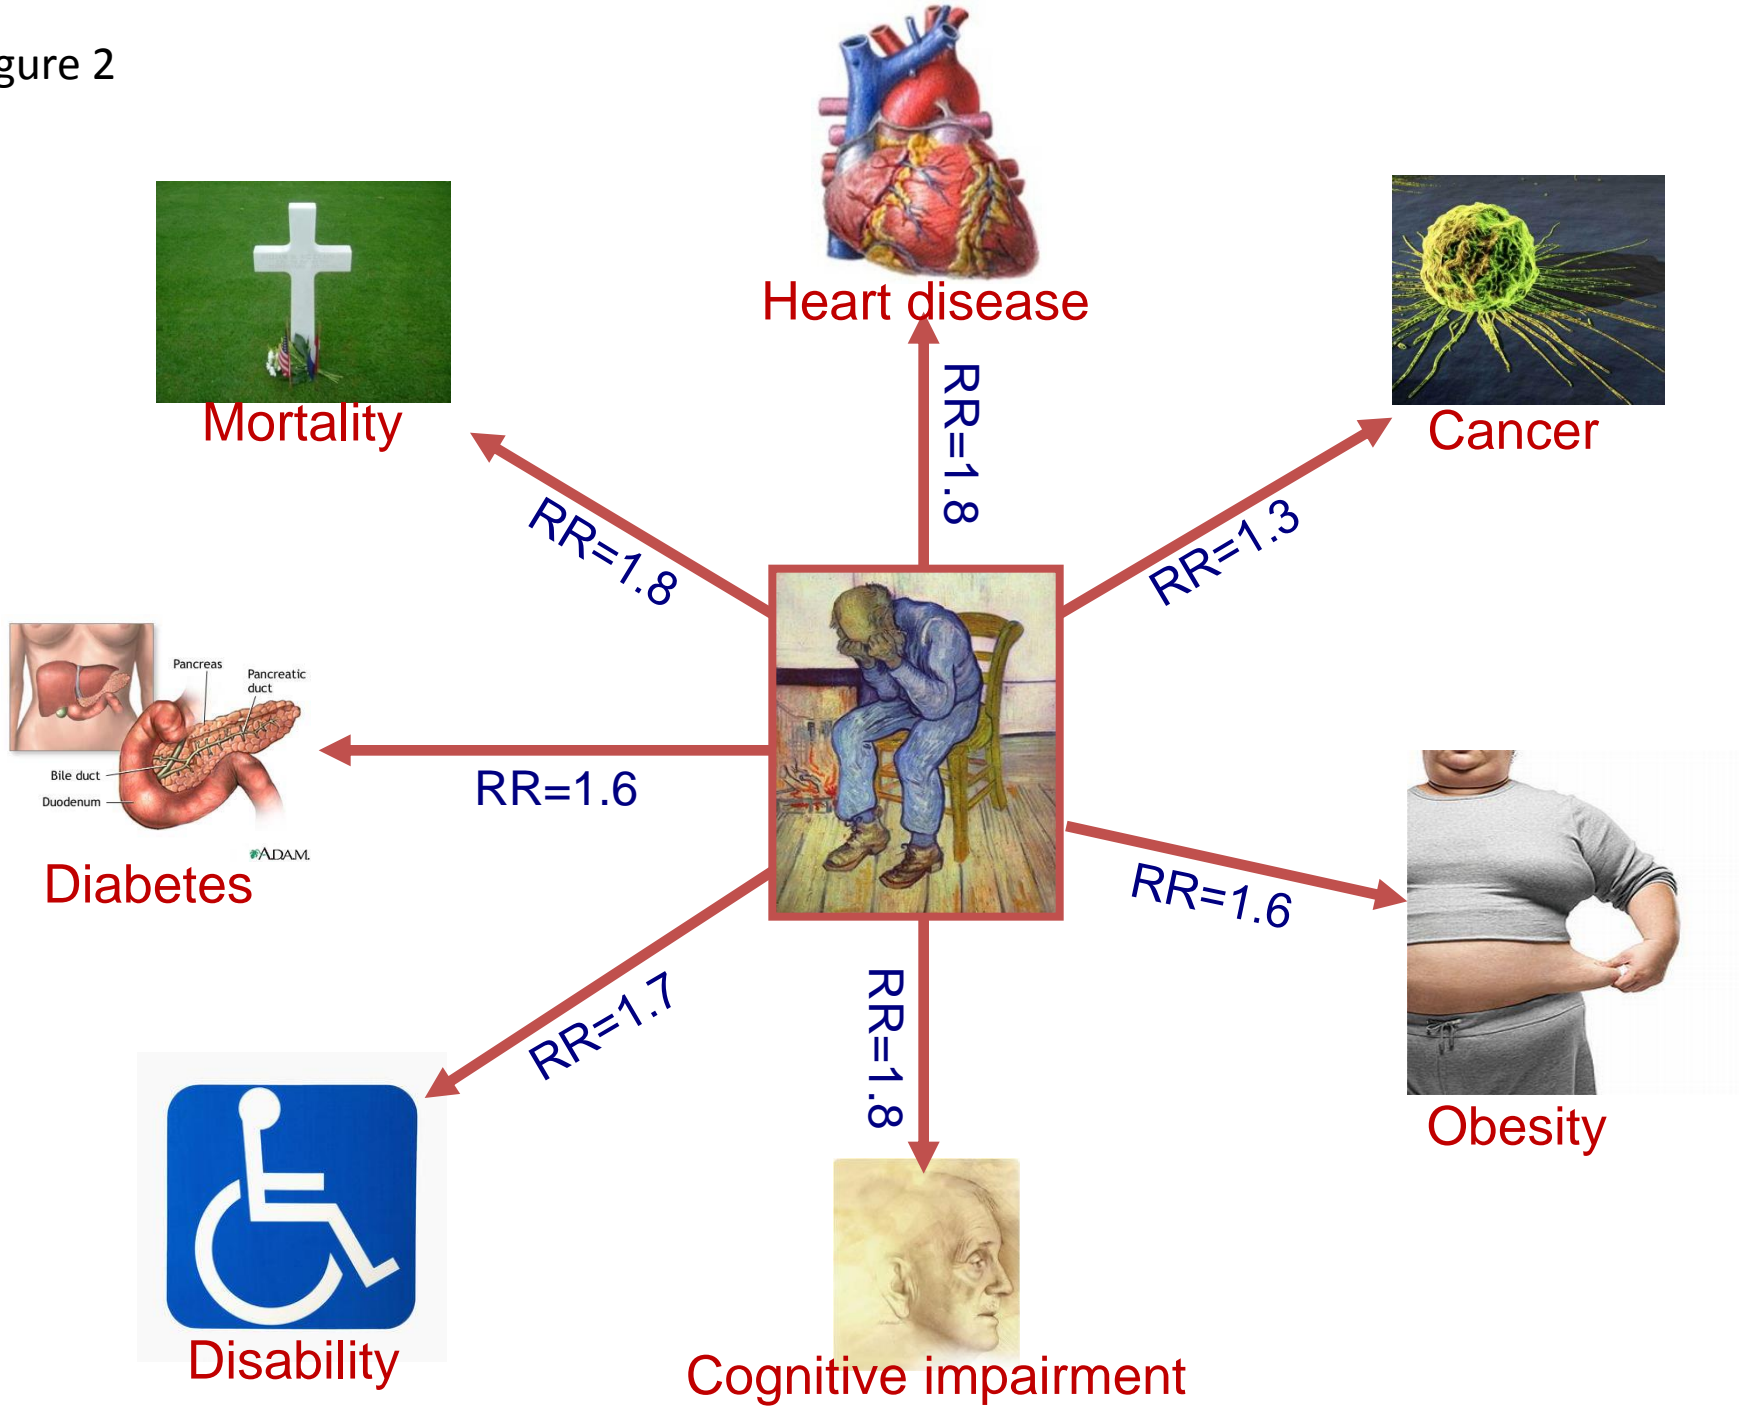 gure 2
Heart disease
Mortality
Cancer
RR=1.8
RR=1.8
RR=1.3
Pancreas
Pancreatic
duct
Bile duct
Duodenum
ADAM.
Diabetes
RR=1.6
RR=1.6
Obesity
RR=1.7
RR=1.8
Disability
Cognitive impairment